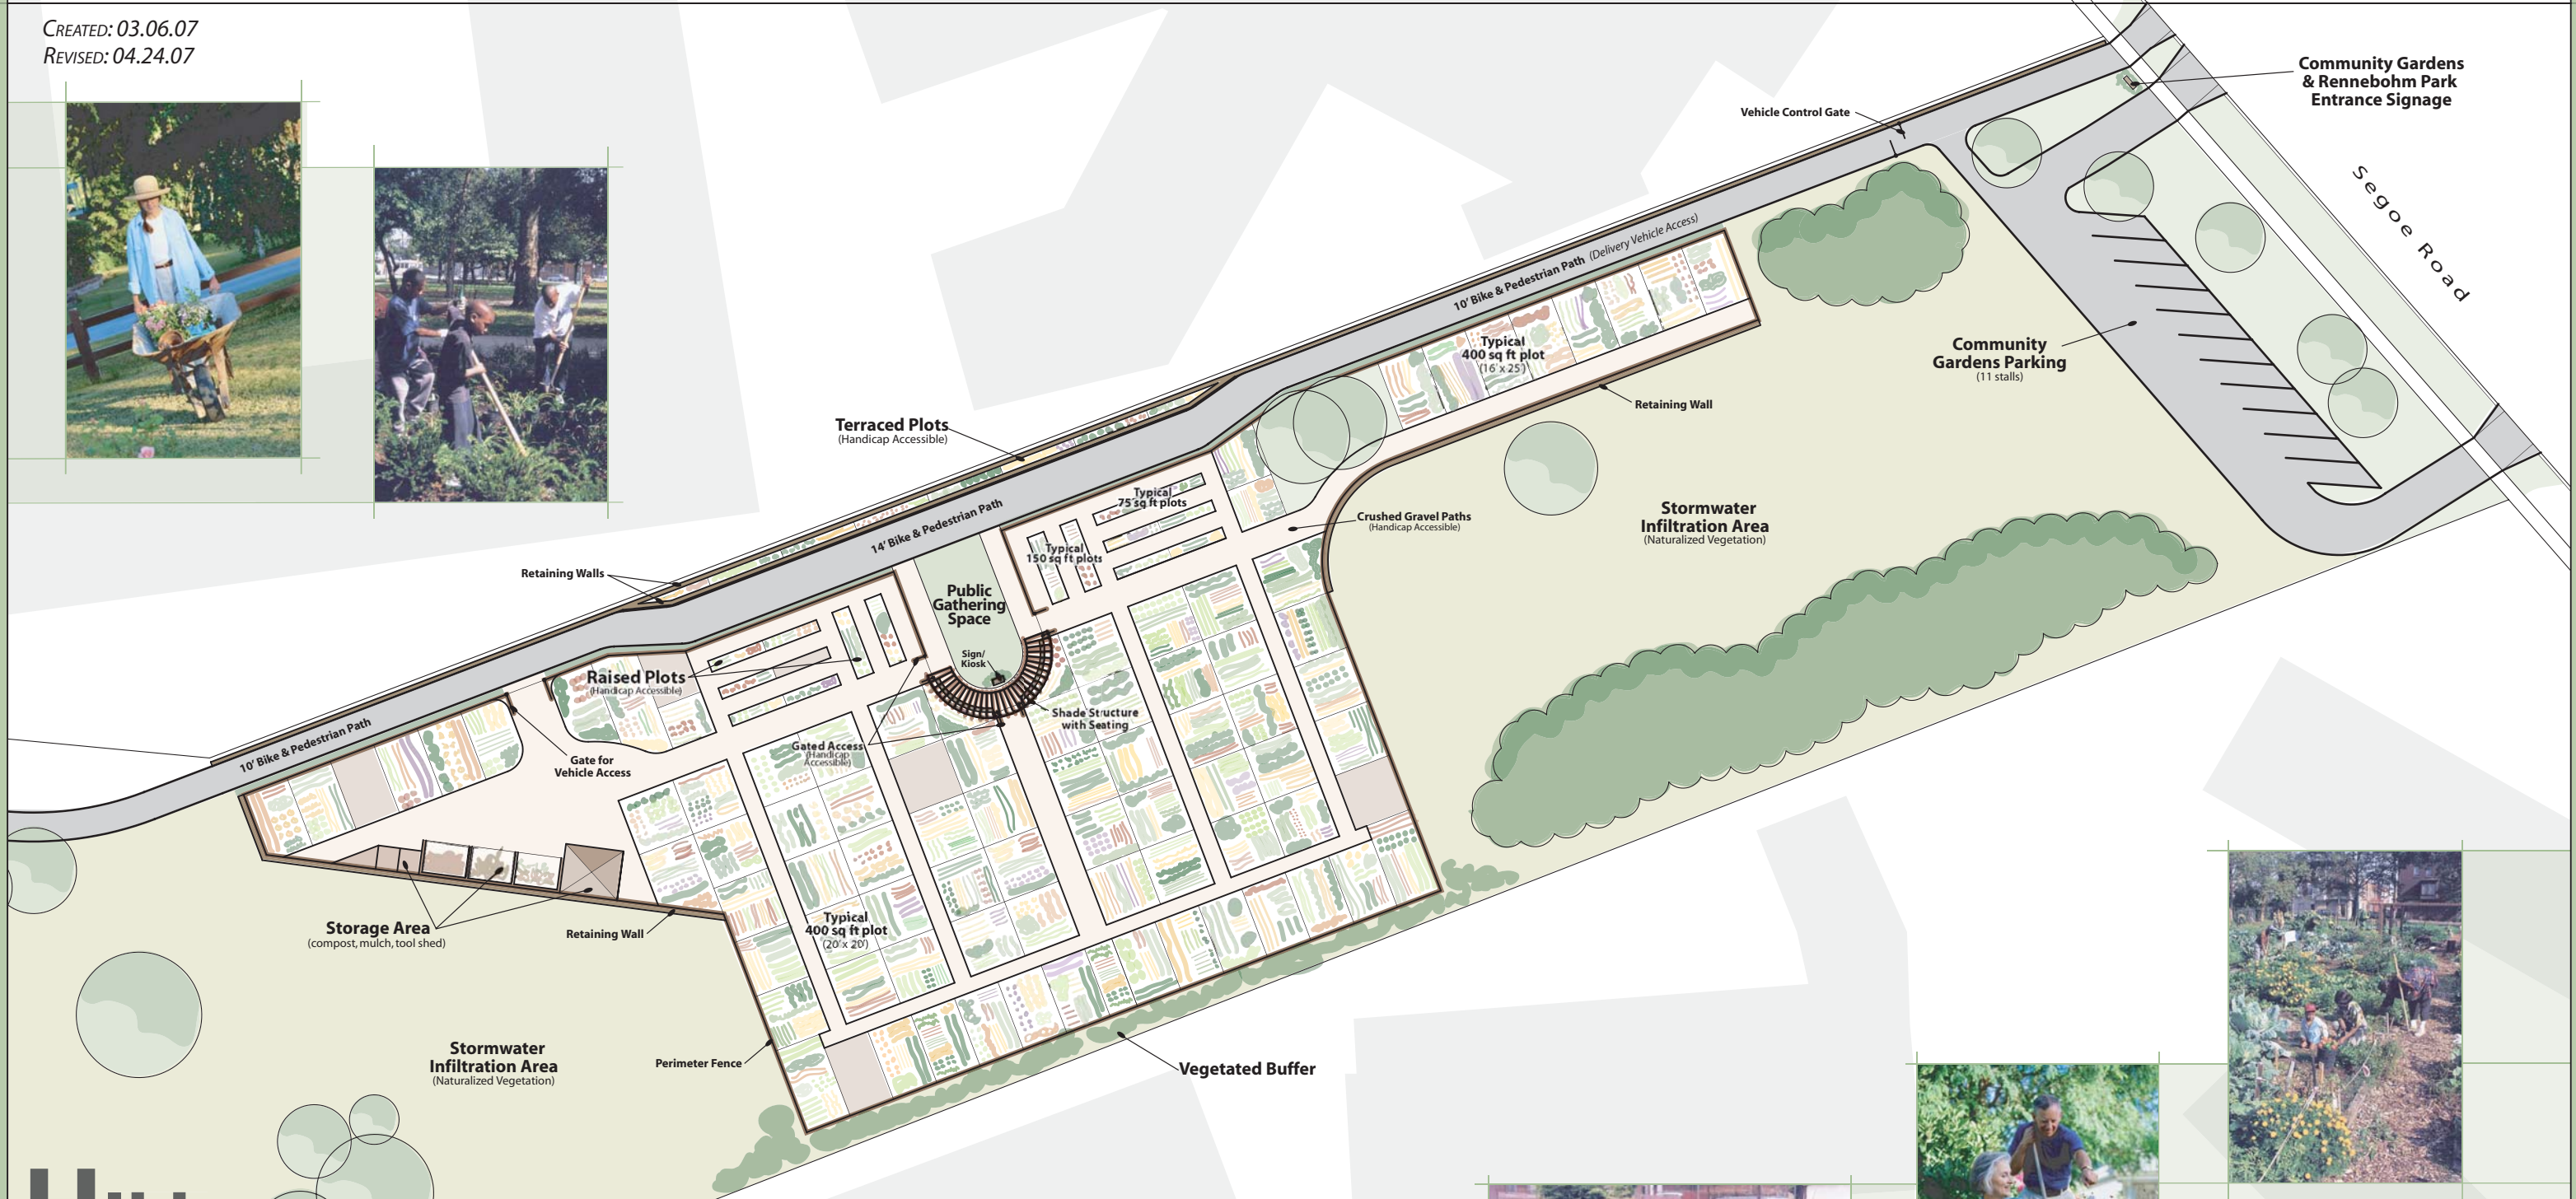 CREATED: 03.06.07
REVISED: 04.24.07
Community Gardens
& Rennebohm Park
Entrance Signage
Vehicle Control Gate
Segoe Road
10' Bike & Pedestrian Path (Delivery Vehicle Access)
Typical
400 sq ft plot
(16' x 25')
Community
Gardens Parking
(11 stalls)
Retaining Wall
Terraced Plots
(Handicap Accessible)
Typical
75 sq ft plots
Crushed Gravel Paths
(Handicap Accessible)
Stormwater
Infiltration Area
(Naturalized Vegetation)
14' Bike & Pedestrian Path
Typical
150 sq ft plots
Retaining Walls
Public
Gathering
Space
Sign/
Kiosk
Raised Plots
(Handicap Accessible)
Shade Structure
with Seating
10' Bike & Pedestrian Path
Gated Access
(Handicap
Accessible)
Gate for
Vehicle Access
Typical
400 sq ft plot
(20' x 20')
Storage Area
(compost, mulch, tool shed)
Retaining Wall
Stormwater
Infiltration Area
(Naturalized Vegetation)
Perimeter Fence
Vegetated Buffer